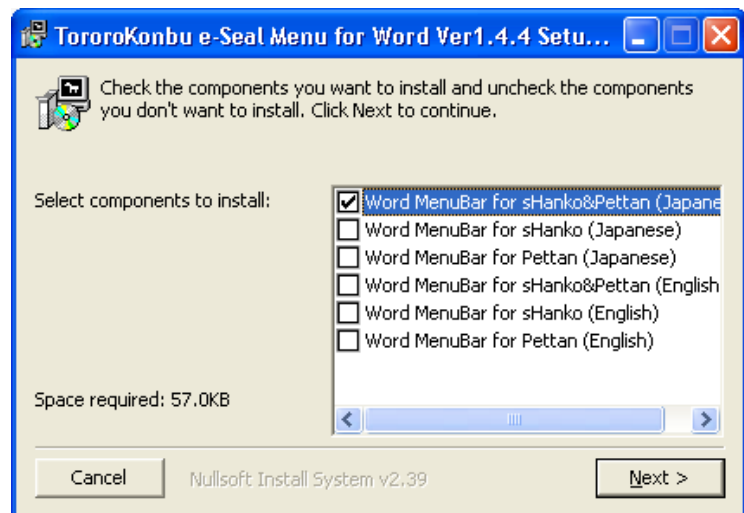 TororoKonbu e-Seal Menu for Word Ver1.4.4 Setu...
Check the components you want to install and uncheck the components
you don't want to install. Click Next to continue.
Select components to install:
Word MenuBar for sHanko&Pettan (Japane
Word MenuBar for sHanko (Japanese)
Word MenuBar for Pettan (Japanese)
Word MenuBar for sHanko&Pettan (English
Word MenuBar for sHanko (English)
Word MenuBar for Pettan (English)
Space required: 57.0KB
Cancel
Nullsoft Install System v2.39
Next >